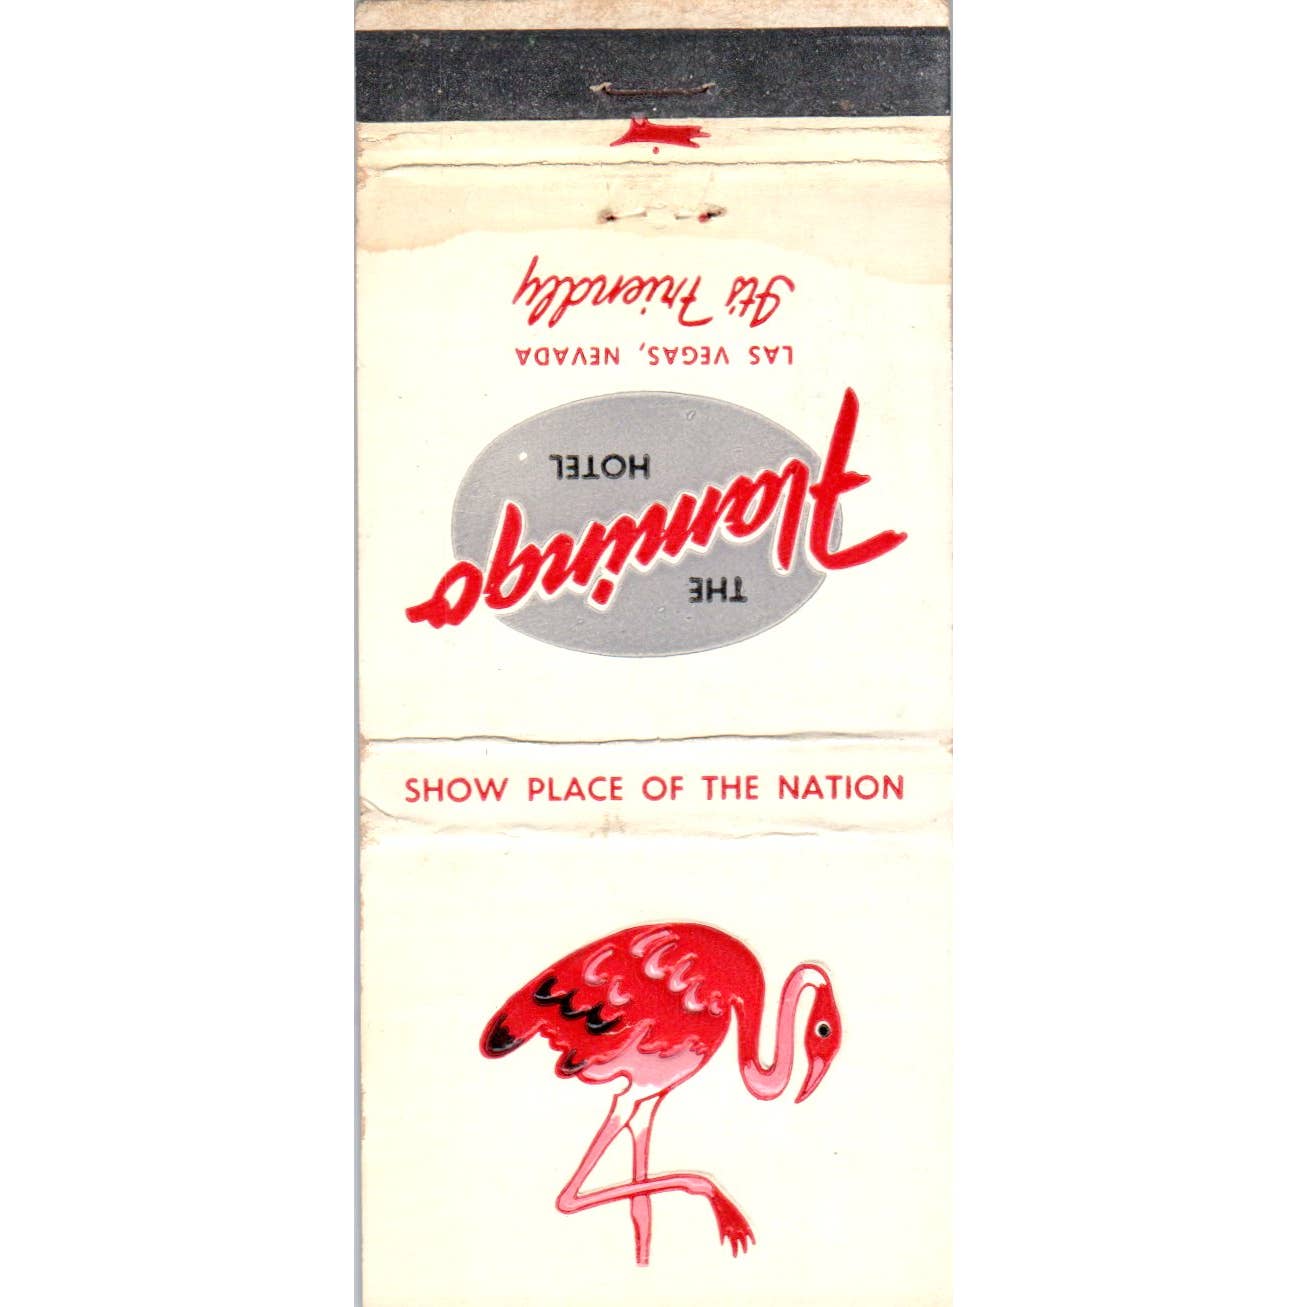 THE
Flamingo
HOTEL
LAS VEGAS, NEVADA
It's Friendly
SHOW PLACE OF THE NATION